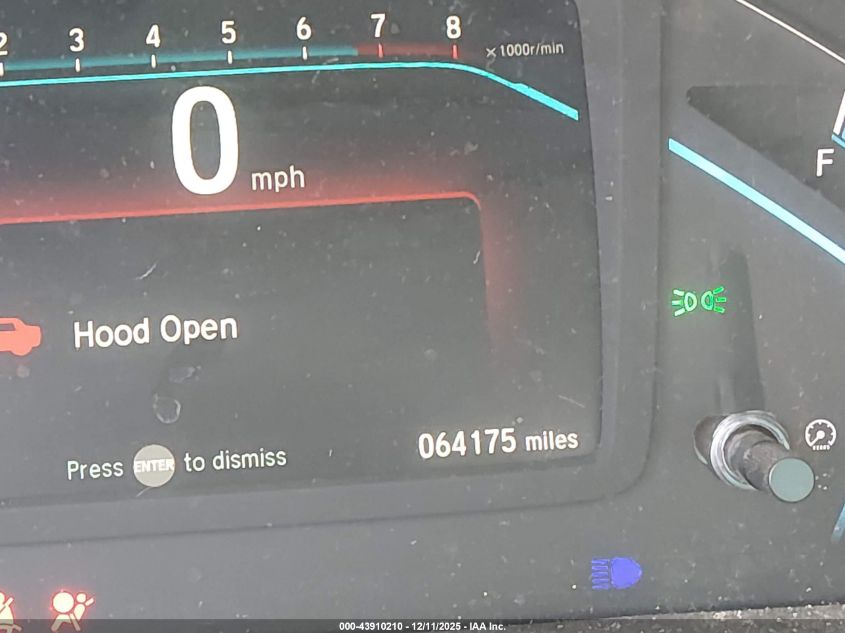 2 3 4 5 6 7 8 ×1000r/min
0 mph
F
Hood Open
064175 miles
Press ENTER to dismiss
000-43910210 - 12/11/2025 - IAA Inc.